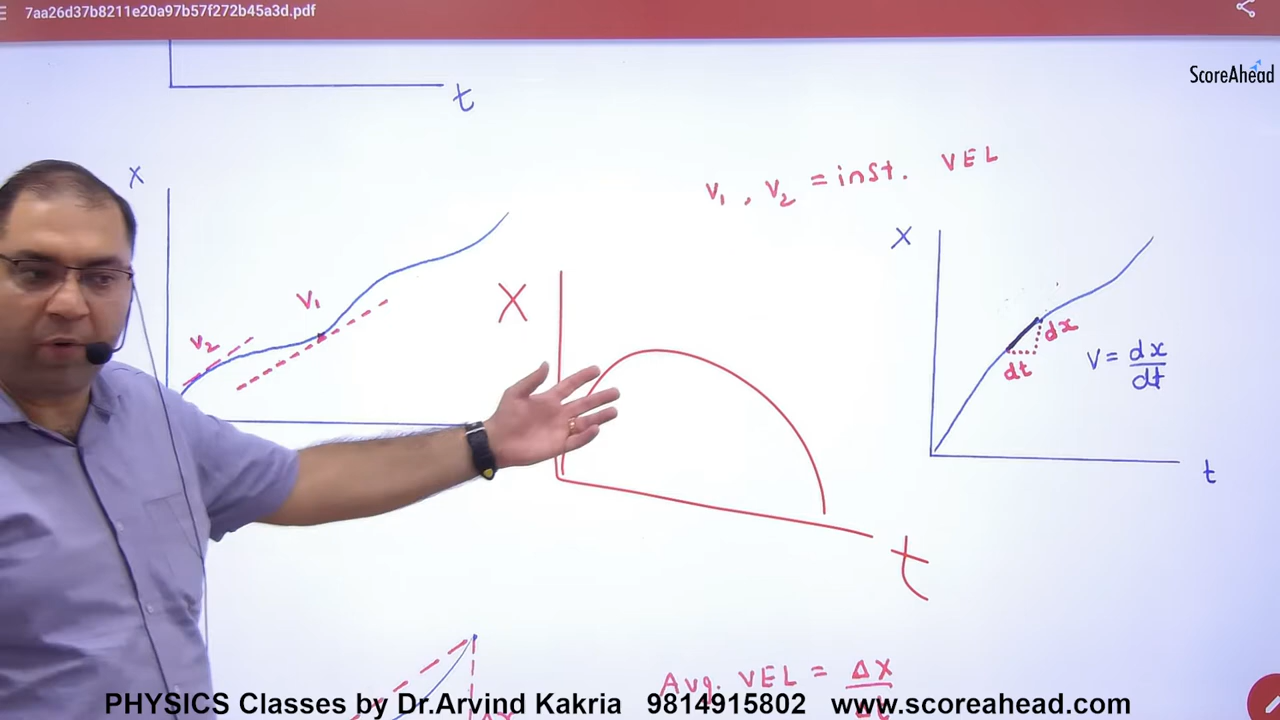 7aa26d37b8211e20a97b57f272b45a3d.pdf
ScoreAhead
t
X
V1
V2
V1 , V2 = inst. VEL
X
t
X
dx
dt
V = dx/dt
t
Avg. VEL = Δx
PHYSICS Classes by Dr.Arvind Kakria 9814915802 www.scoreahead.com